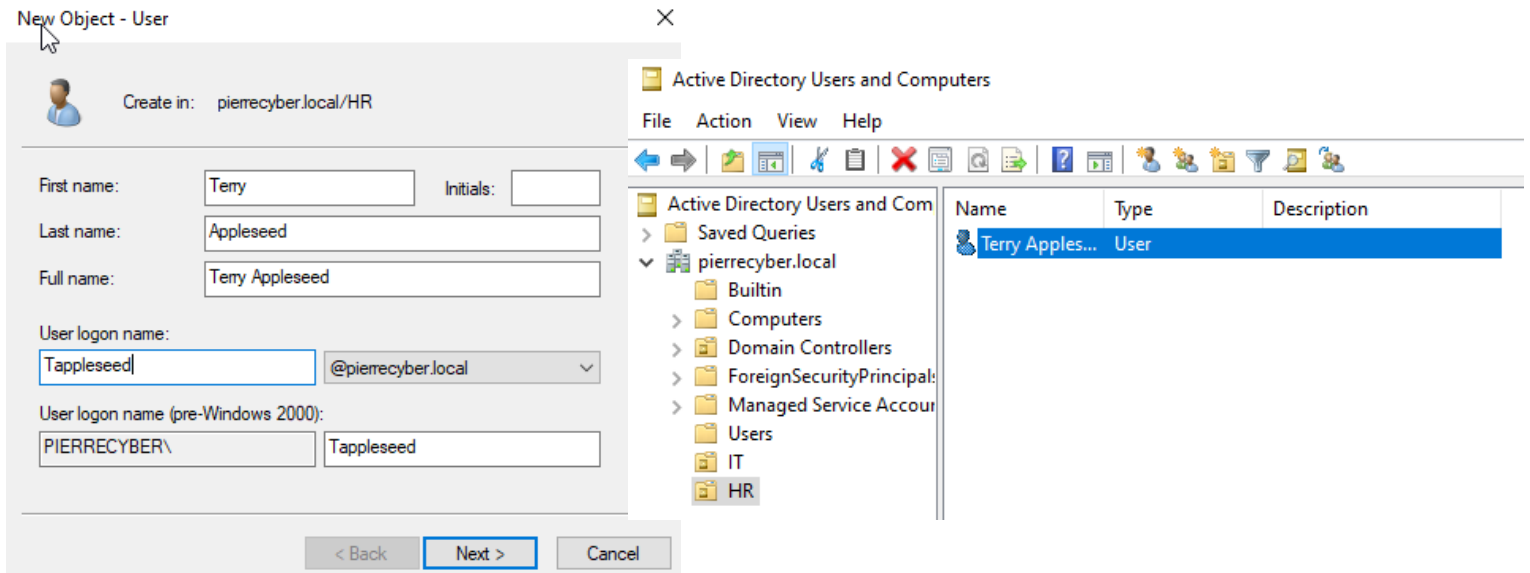 New Object - User
Create in: pierrecyber.local/HR
First name: Terry Initials:
Last name: Appleseed
Full name: Terry Appleseed
User logon name:
Tappleseed @pierrecyber.local
User logon name (pre-Windows 2000):
PIERRECYBER\ Tappleseed
< Back Next > Cancel
Active Directory Users and Computers
File Action View Help
Active Directory Users and Com
Saved Queries
pierrecyber.local
Builtin
Computers
Domain Controllers
ForeignSecurityPrincipals
Managed Service Accour
Users
IT
HR
Name Type Description
Terry Apples... User